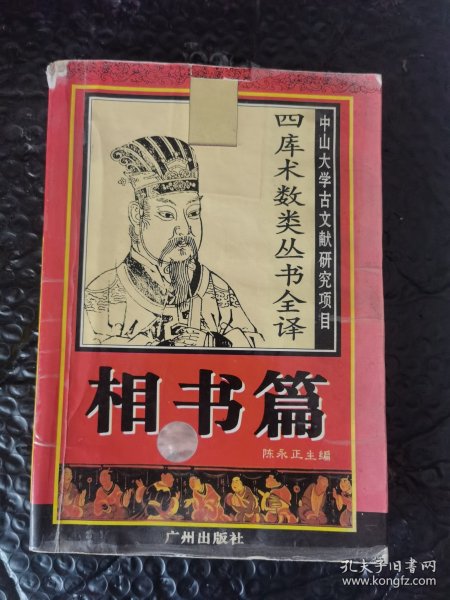 中山大学古文献研究项目
四库术数类丛书全译
相书篇
陈永正主编
广州出版社
孔夫子旧书网
www.kongfz.com